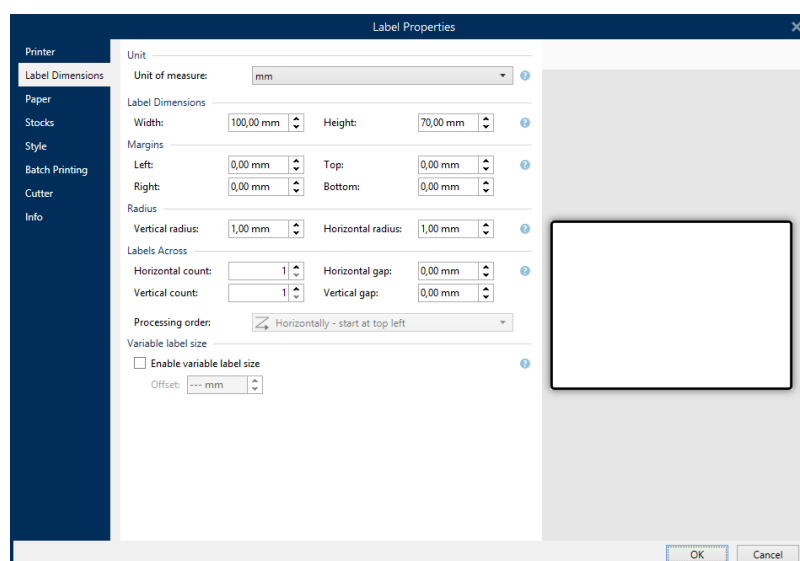 Label Properties
Printer
Label Dimensions
Paper
Stocks
Style
Batch Printing
Cutter
Info
Unit
Unit of measure: mm
Label Dimensions
Width: 100,00 mm Height: 70,00 mm
Margins
Left: 0,00 mm Top: 0,00 mm
Right: 0,00 mm Bottom: 0,00 mm
Radius
Vertical radius: 1,00 mm Horizontal radius: 1,00 mm
Labels Across
Horizontal count: 1 Horizontal gap: 0,00 mm
Vertical count: 1 Vertical gap: 0,00 mm
Processing order: Horizontally - start at top left
Variable label size
Enable variable label size
Offset: --- mm
OK Cancel